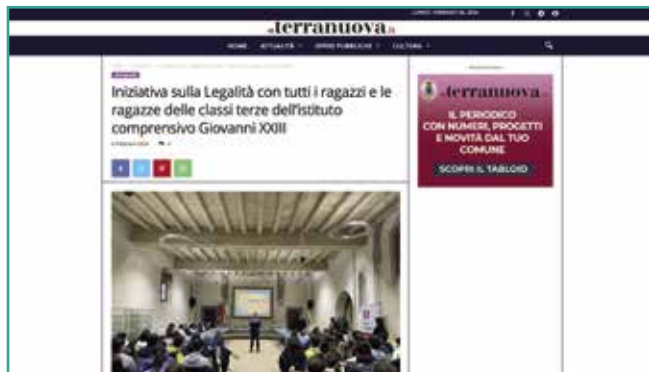 terranuova
HOME ATTUALITÀ OPERE PUBBLICHE CULTURA
Iniziativa sulla Legalità con tutti i ragazzi e le
ragazze delle classi terze dell'istituto
comprensivo Giovanni XXIII
terranuova
IL PERIODICO
CON NUMERI, PROGETTI
E NOVITÀ DAL TUO
COMUNE
SCOPRI IL TABLOID